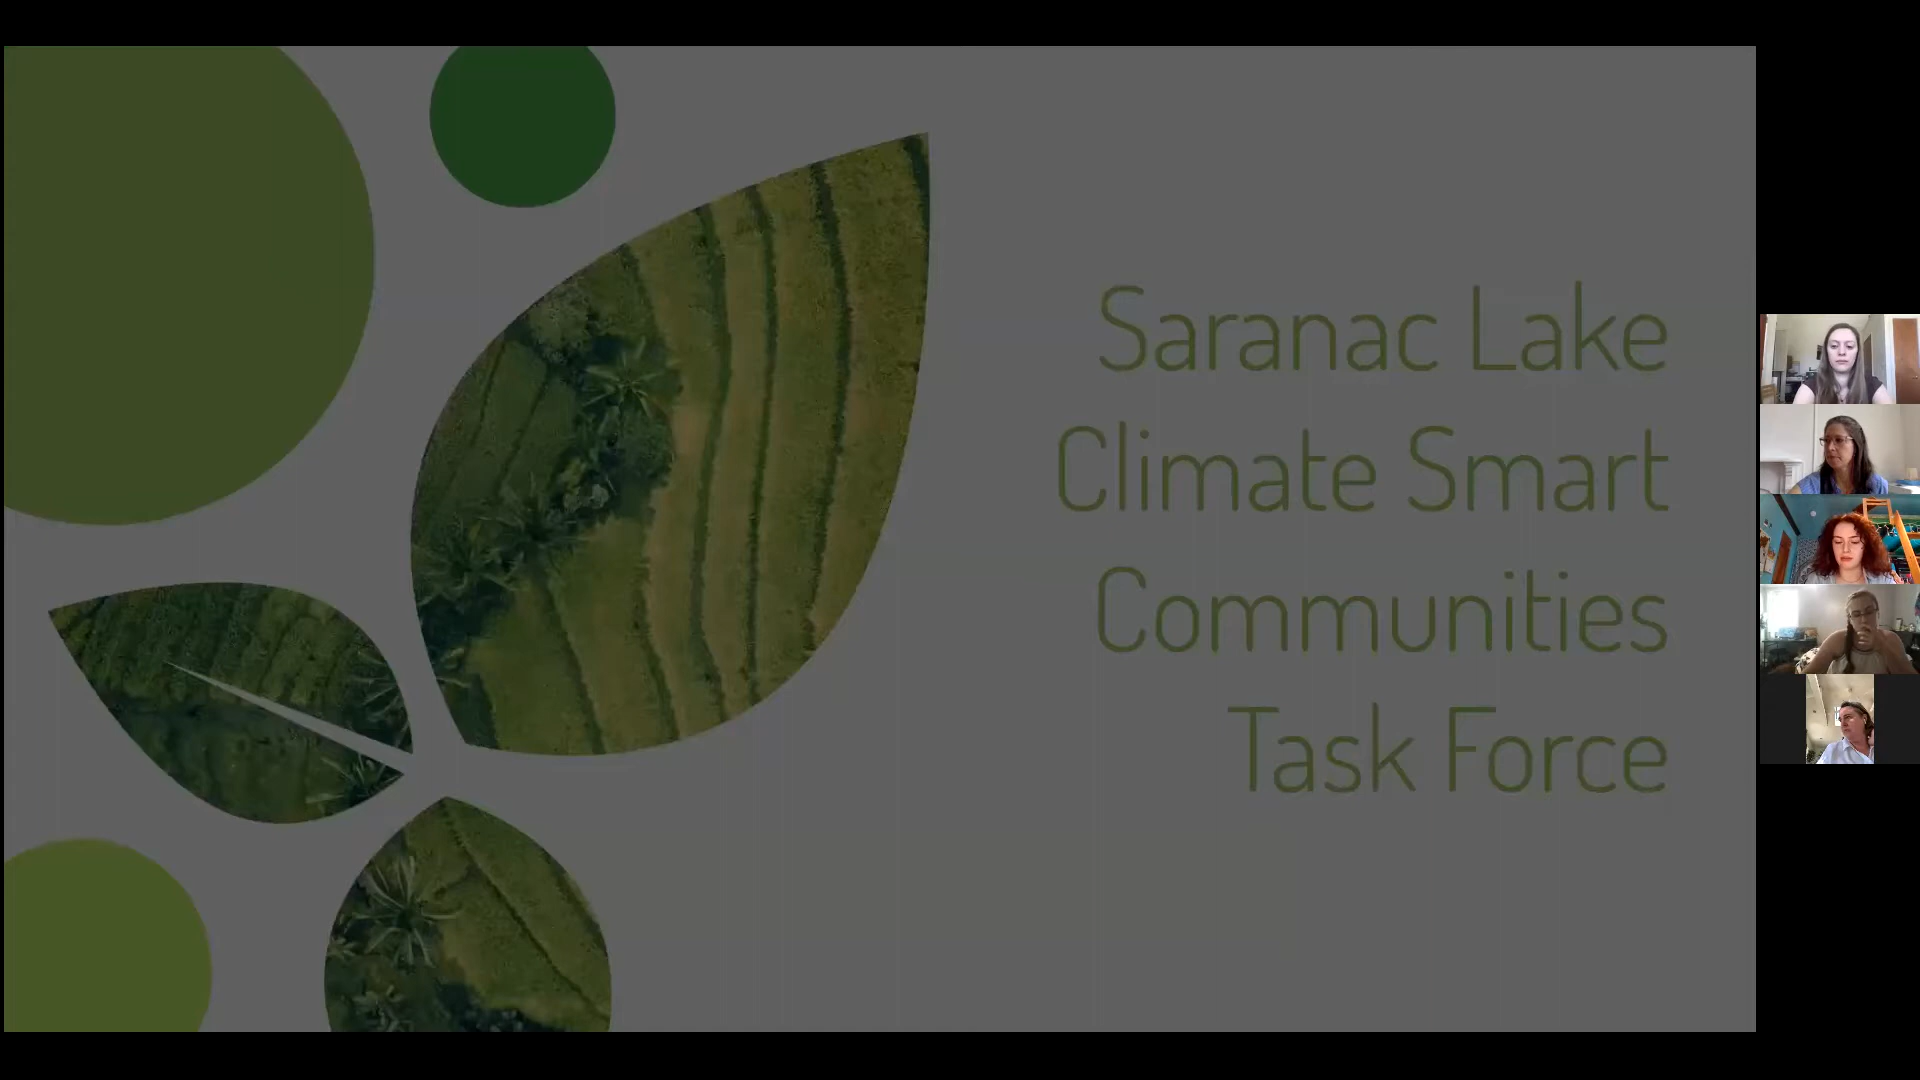 Saranac Lake
Climate Smart
Communities
Task Force